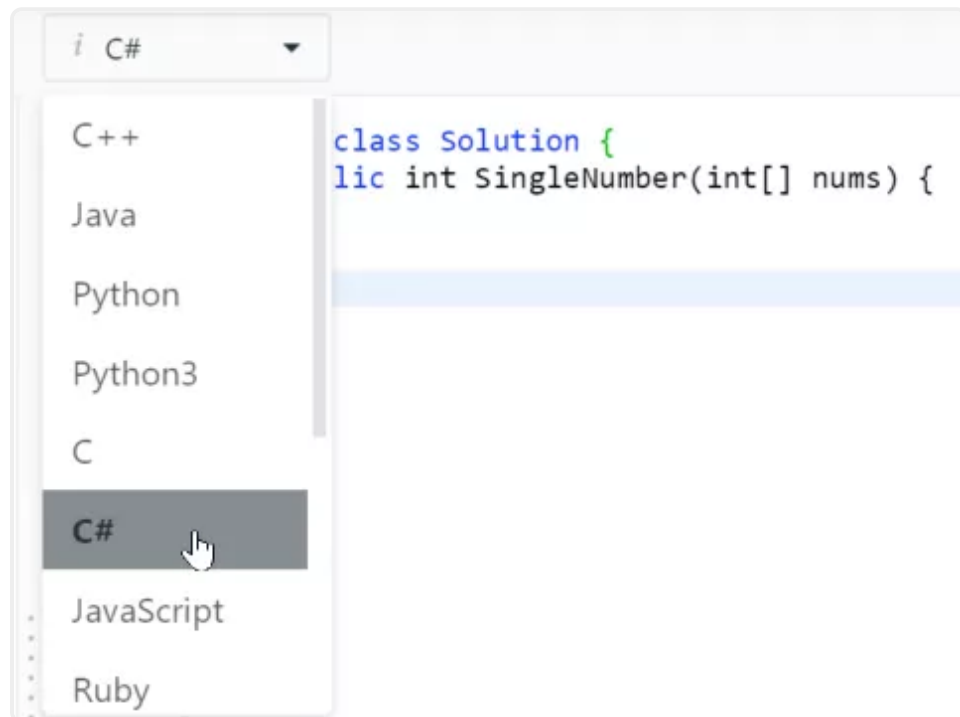 i C#
C++
class Solution {
Java
lic int SingleNumber(int[] nums) {
Python
Python3
C
C#
JavaScript
Ruby